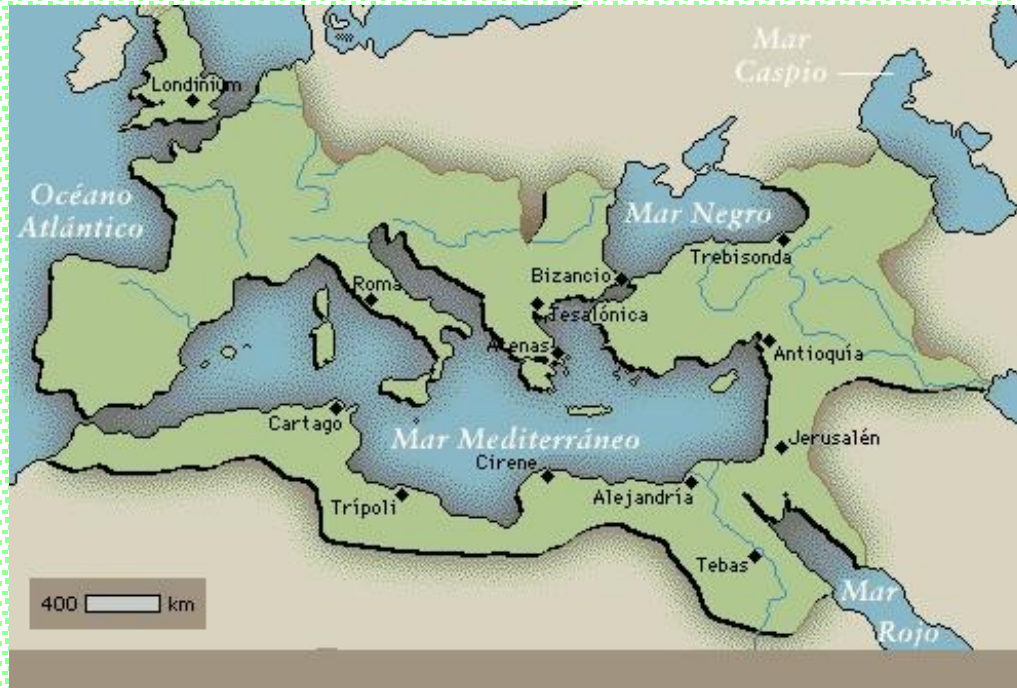 Mar
Caspio
Londinium
Océano
Atlántico
Mar Negro
Trebisonda
Bizancio
Roma
Tesalónica
Atenas
Antioquía
Cartago
Mar Mediterráneo
Jerusalén
Cirene
Alejandría
Trípoli
Tebas
400 km
Mar
Rojo